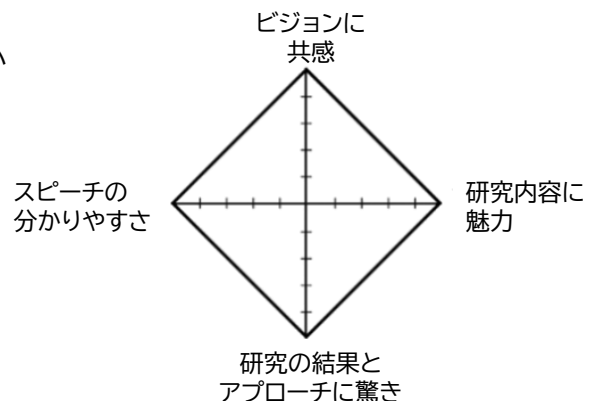 ビジョンに
共感
スピーチの
分かりやすさ
研究内容に
魅力
研究の結果と
アプローチに驚き